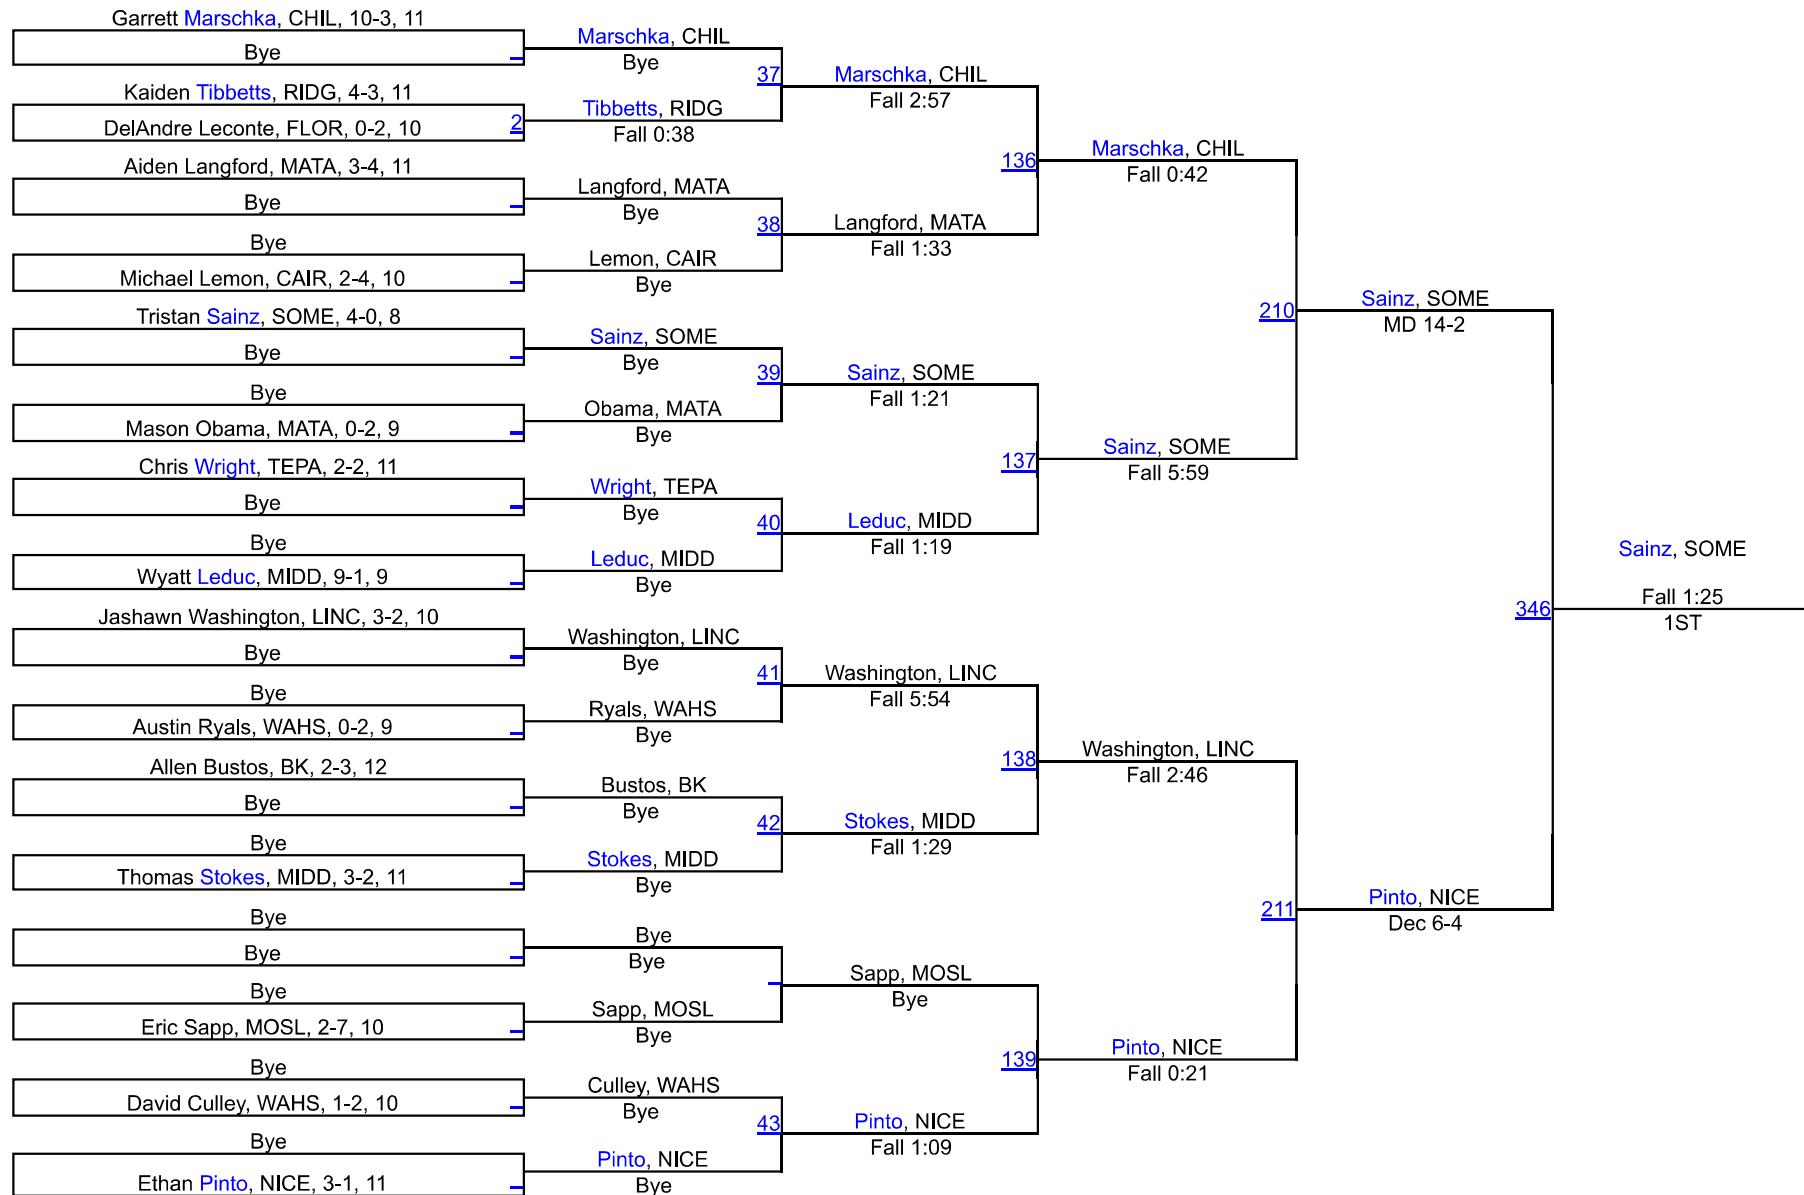 Garrett Marschka, CHIL, 10-3, 11
Bye
Kaiden Tibbetts, RIDG, 4-3, 11
DelAndre Leconte, FLOR, 0-2, 10
2
Aiden Langford, MATA, 3-4, 11
Bye
Bye
Michael Lemon, CAIR, 2-4, 10
Tristan Sainz, SOME, 4-0, 8
Bye
Bye
Mason Obama, MATA, 0-2, 9
Chris Wright, TEPA, 2-2, 11
Bye
Bye
Wyatt Leduc, MIDD, 9-1, 9
Jashawn Washington, LINC, 3-2, 10
Bye
Bye
Austin Ryals, WAHS, 0-2, 9
Allen Bustos, BK, 2-3, 12
Bye
Bye
Thomas Stokes, MIDD, 3-2, 11
Bye
Bye
Bye
Eric Sapp, MOSL, 2-7, 10
Bye
David Culley, WAHS, 1-2, 10
Bye
Ethan Pinto, NICE, 3-1, 11
Marschka, CHIL
Bye
37
Tibbetts, RIDG
Fall 0:38
Langford, MATA
Bye
38
Lemon, CAIR
Bye
Sainz, SOME
Bye
39
Obama, MATA
Bye
Wright, TEPA
Bye
40
Leduc, MIDD
Bye
Washington, LINC
Bye
41
Ryals, WAHS
Bye
Bustos, BK
Bye
42
Stokes, MIDD
Bye
Bye
Bye
Sapp, MOSL
Bye
Culley, WAHS
Bye
43
Pinto, NICE
Bye
Marschka, CHIL
Fall 2:57
136
Langford, MATA
Fall 1:33
Sainz, SOME
Fall 1:21
137
Leduc, MIDD
Fall 1:19
Washington, LINC
Fall 5:54
138
Stokes, MIDD
Fall 1:29
Sapp, MOSL
Bye
139
Pinto, NICE
Fall 1:09
Marschka, CHIL
Fall 0:42
210
Sainz, SOME
Fall 5:59
Washington, LINC
Fall 2:46
211
Pinto, NICE
Fall 0:21
Sainz, SOME
MD 14-2
346
Pinto, NICE
Dec 6-4
Sainz, SOME
Fall 1:25
1ST